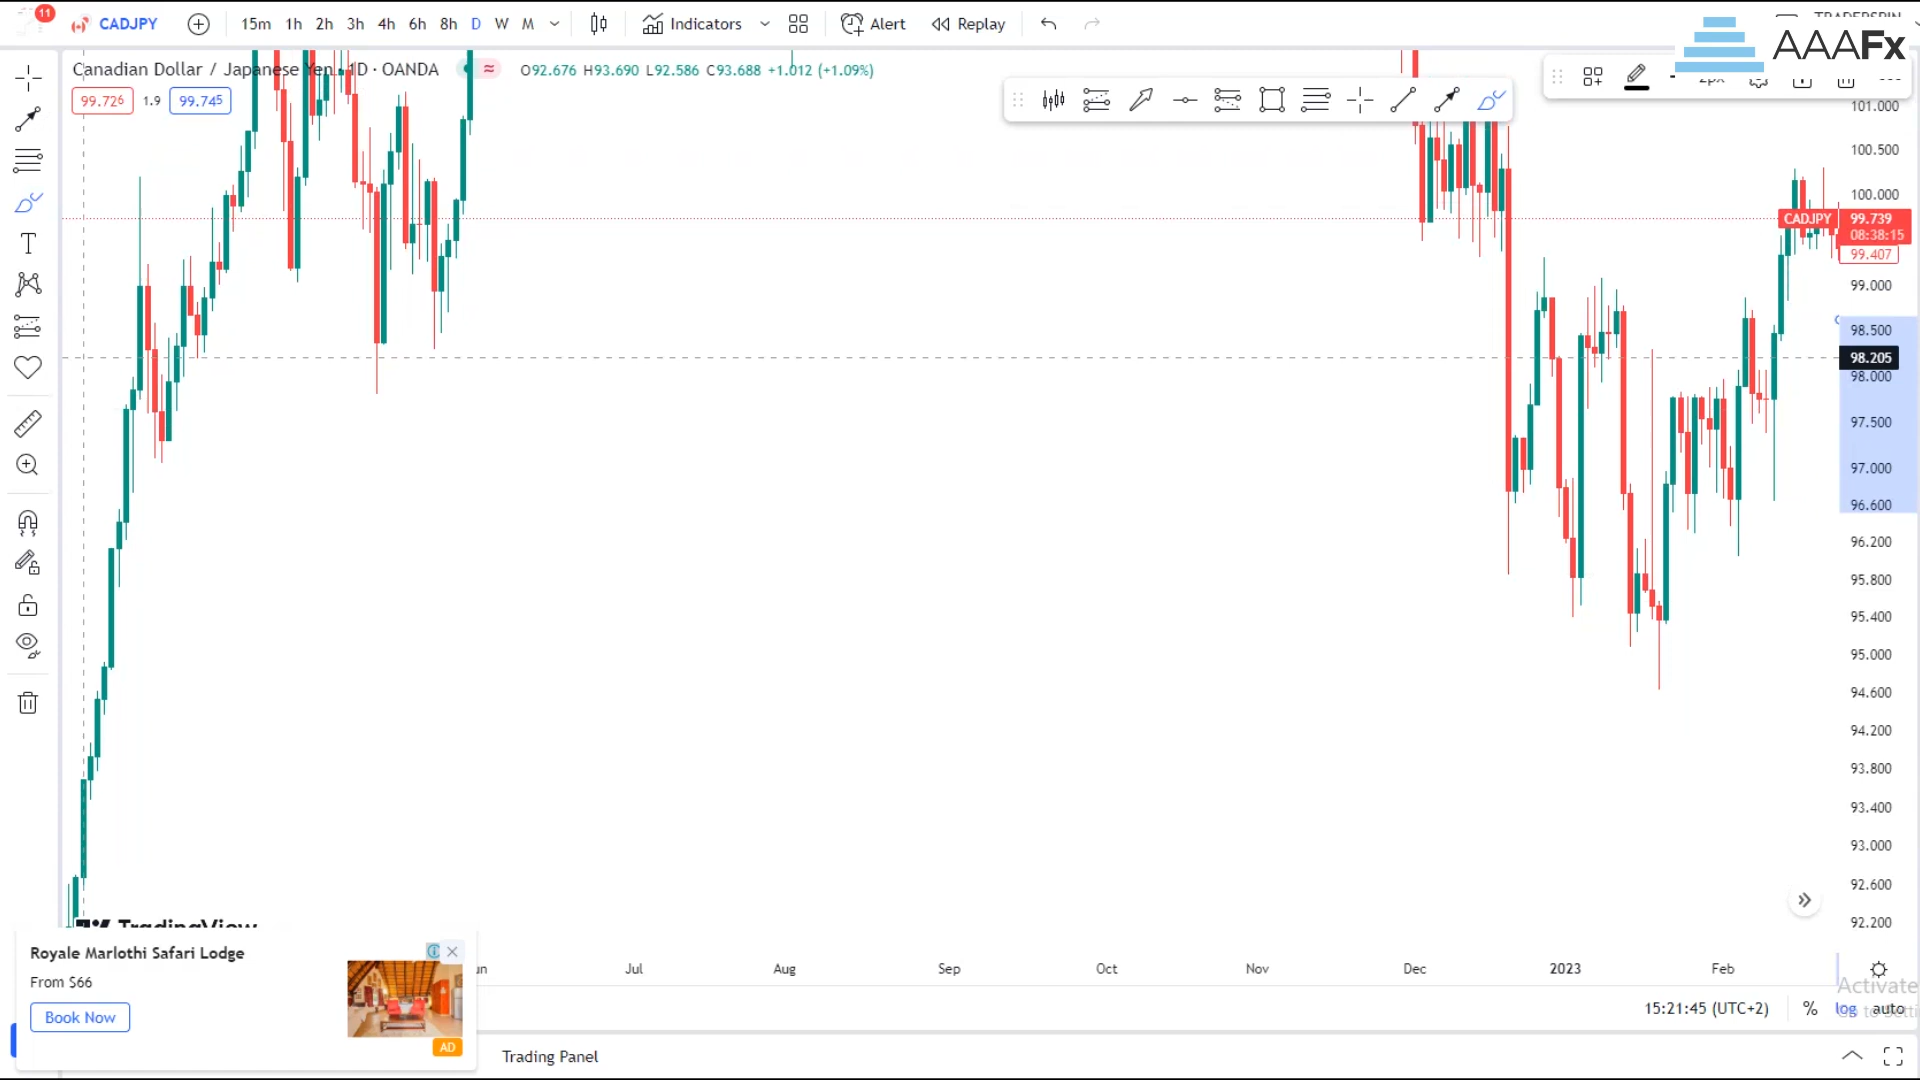 11
CADJPY
15m 1h 2h 3h 4h 6h 8h D W M
Indicators
Alert
Replay
AAAFx
Canadian Dollar / Japanese Yen · 1D · OANDA
O92.676 H93.690 L92.586 C93.688 +1.012 (+1.09%)
99.726 1.9 99.745
2px
101.000
100.500
100.000
CADJPY 99.739
08:38:15
99.407
99.000
98.500
98.205
98.000
97.500
97.000
96.600
96.200
95.800
95.400
95.000
94.600
94.200
93.800
93.400
93.000
92.600
92.200
TradingView
Royale Marlothi Safari Lodge
From $66
Book Now
AD
Jul Aug Sep Oct Nov Dec 2023 Feb
Activate
15:21:45 (UTC+2) % log auto
Trading Panel